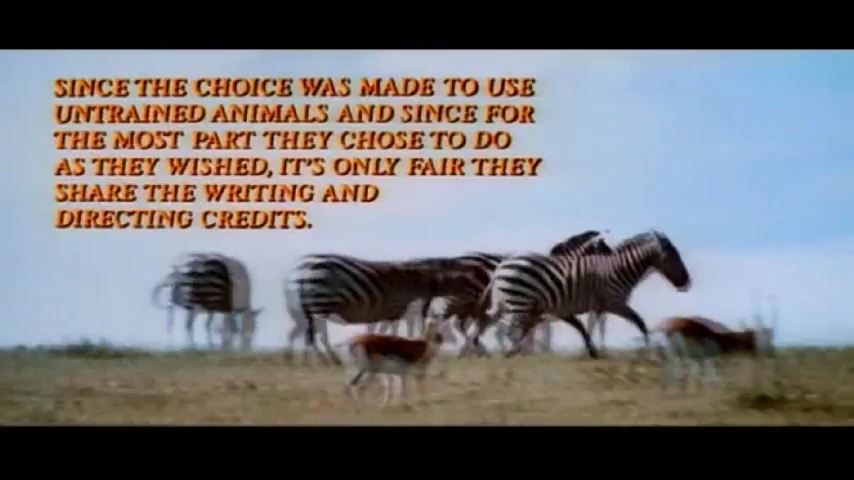 SINCE THE CHOICE WAS MADE TO USE
UNTRAINED ANIMALS AND SINCE FOR
THE MOST PART THEY CHOSE TO DO
AS THEY WISHED, IT'S ONLY FAIR THEY
SHARE THE WRITING AND
DIRECTING CREDITS.